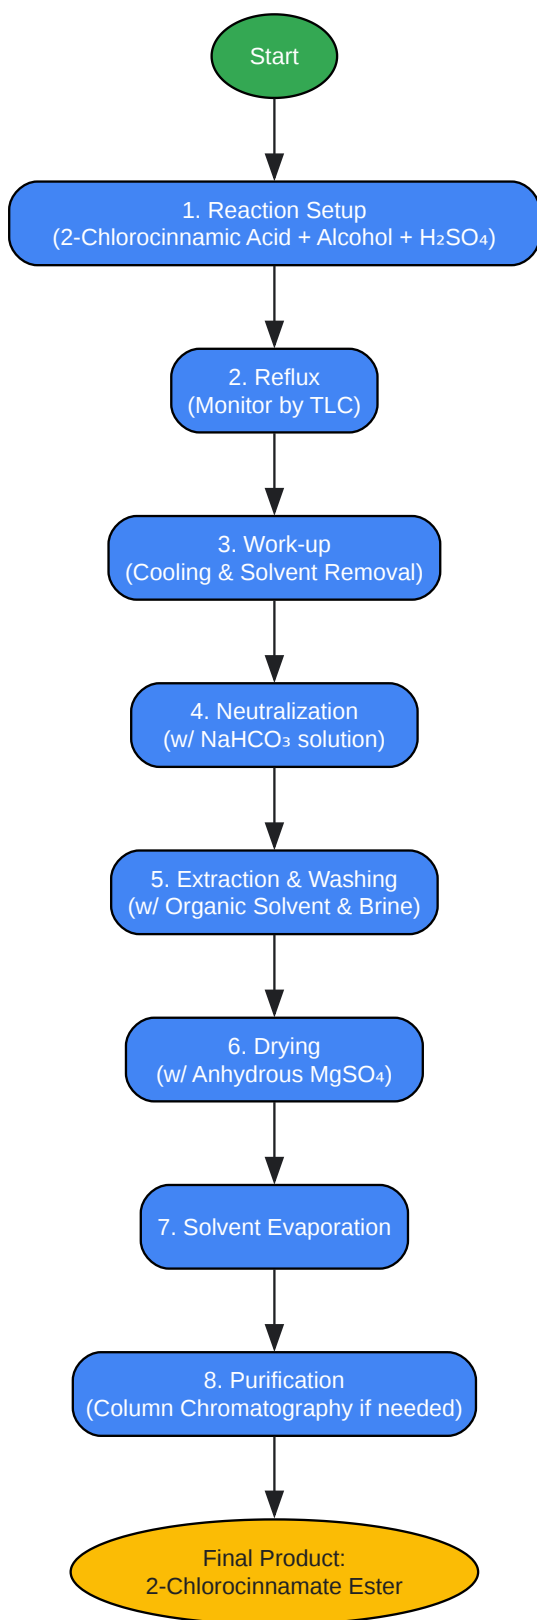 Start
1. Reaction Setup
(2-Chlorocinnamic Acid + Alcohol + H₂SO₄)
2. Reflux
(Monitor by TLC)
3. Work-up
(Cooling & Solvent Removal)
4. Neutralization
(w/ NaHCO₃ solution)
5. Extraction & Washing
(w/ Organic Solvent & Brine)
6. Drying
(w/ Anhydrous MgSO₄)
7. Solvent Evaporation
8. Purification
(Column Chromatography if needed)
Final Product:
2-Chlorocinnamate Ester